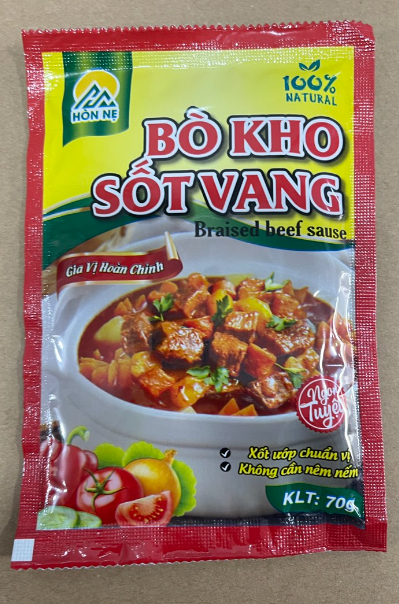 HÒN NẸ
100%
NATURAL
BÒ KHO
SỐT VANG
Braised beef sause
Gia Vị Hoàn Chỉnh
Ngon
Tuyệt
Xốt ướp chuẩn vị
Không cần nêm nếm
KLT: 70g